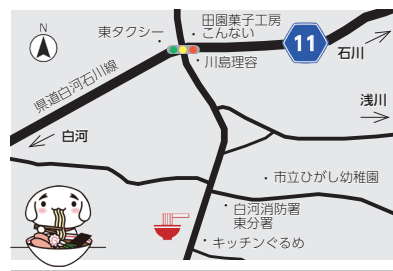 N
田園菓子工房
こんない
東タクシー
11
石川
川島理容
県道白河石川線
浅川
白河
市立ひがし幼稚園
白河消防署
東分署
キッチンぐるめ